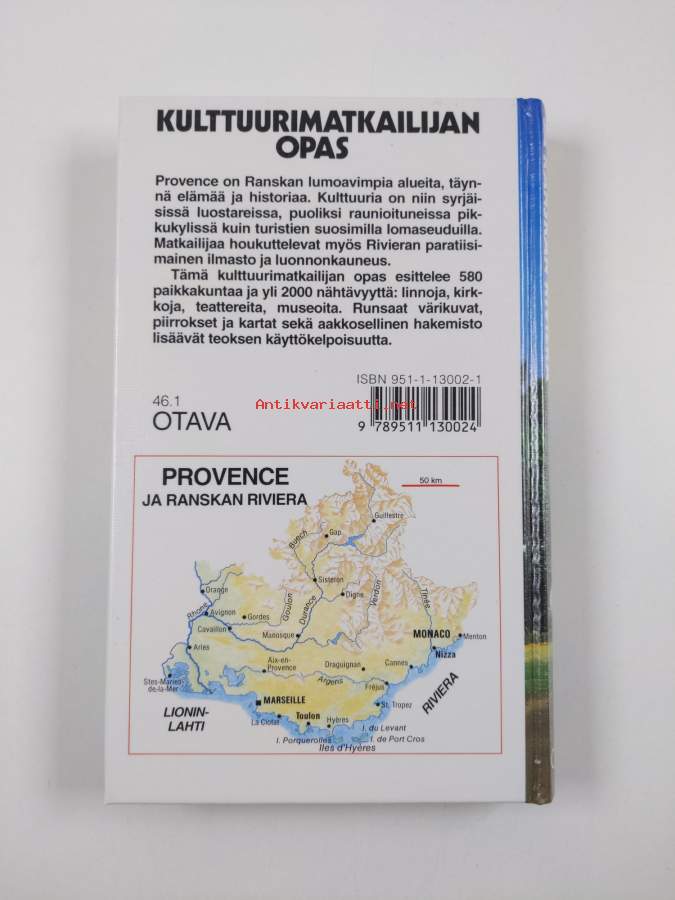 KULTTUURIMATKAILIJAN
OPAS
Provence on Ranskan lumoavimpia alueita, täyn-
nä elämää ja historiaa. Kulttuuria on niin syrjäi-
sissä luostareissa, puoliksi raunioituneissa pik-
kukylissä kuin turistien suosimilla lomaseuduilla.
Matkailijaa houkuttelevat myös Rivieran paratiisi-
mainen ilmasto ja luonnonkauneus.
Tämä kulttuurimatkailijan opas esittelee 580
paikkakuntaa ja yli 2000 nähtävyyttä: linnoja, kirk-
koja, teattereita, museoita. Runsaat värikuvat,
piirrokset ja kartat sekä aakkosellinen hakemisto
lisäävät teoksen käyttökelpoisuutta.
ISBN 951-1-13002-1
46.1
OTAVA
Antikvariaatti.net
9 789511 130024
PROVENCE
JA RANSKAN RIVIERA
50 km
Guillestre
Buech
Gap
Sisteron
Digne
Orange
Rhône
Avignon
Gordes
Goulon
Durance
Verdon
Tinée
Cavaillon
Manosque
MONACO
Menton
Arles
Nizza
Aix-en-
Provence
Draguignan
Cannes
Stes-Maries-
de-la-Mer
Argens
Fréjus
RIVIERA
MARSEILLE
St. Tropez
LIONIN-
LAHTI
La Ciotat
Toulon
Hyères
I. du Levant
I. Porquerolles
I. de Port Cros
Iles d'Hyères